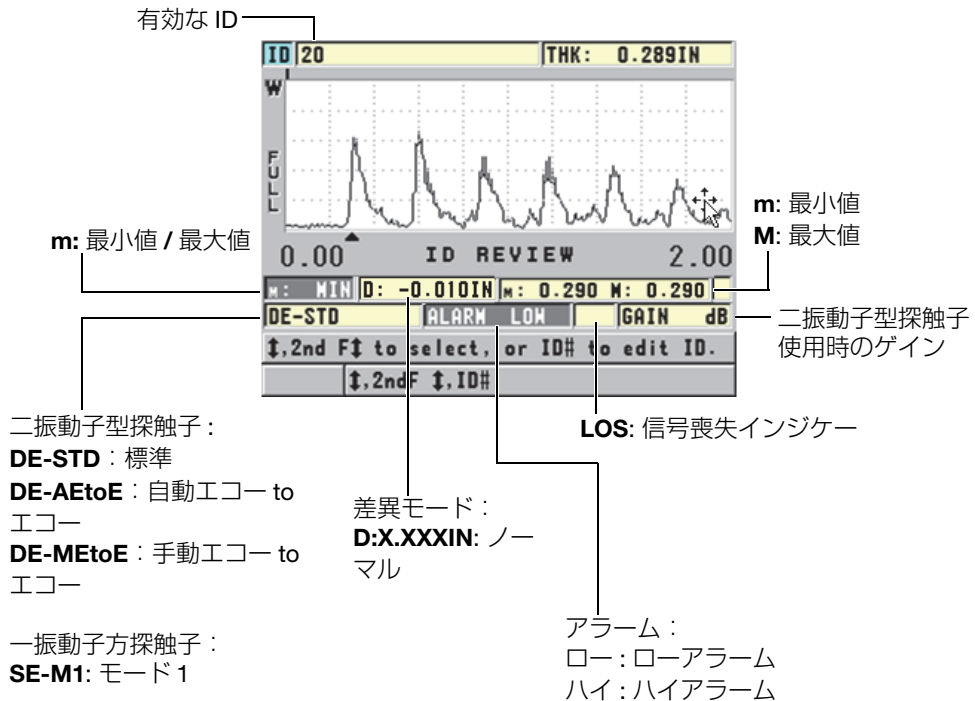 有効な ID
ID 20 THK: 0.289IN
W
FULL
m: 最小値 / 最大値
m: 最小値
M: 最大値
0.00 ID REVIEW 2.00
M: MIN D: -0.010IN M: 0.290 M: 0.290
DE-STD ALARM LOW GAIN dB
二振動子型探触子
使用時のゲイン
↕,2nd F↕ to select, or ID# to edit ID.
↕,2ndF ↕,ID#
二振動子型探触子 :
DE-STD：標準
DE-AEtoE：自動エコー to
エコー
DE-MEtoE：手動エコー to
エコー
一振動子方探触子：
SE-M1: モード 1
差異モード：
D:X.XXXIN: ノー
マル
LOS: 信号喪失インジケー
アラーム：
ロー : ローアラーム
ハイ : ハイアラーム